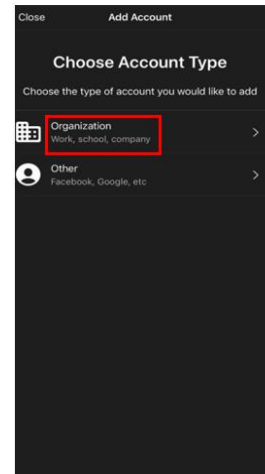 Close Add Account
Choose Account Type
Choose the type of account you would like to add
Organization
Work, school, company
Other
Facebook, Google, etc